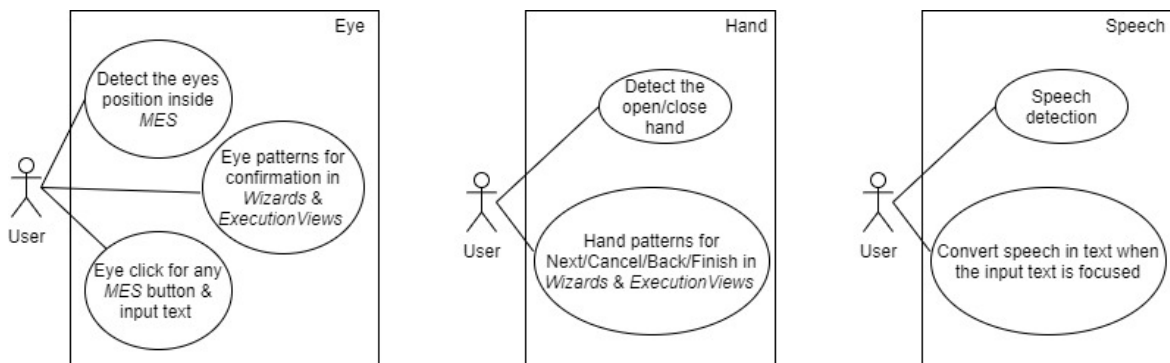 Eye
Detect the eyes
position inside
MES
Eye patterns for
confirmation in
Wizards &
ExecutionViews
User
Eye click for any
MES button &
input text
Hand
Detect the
open/close
hand
User
Hand patterns for
Next/Cancel/Back/Finish in
Wizards & ExecutionViews
Speech
Speech
detection
User
Convert speech in text when
the input text is focused